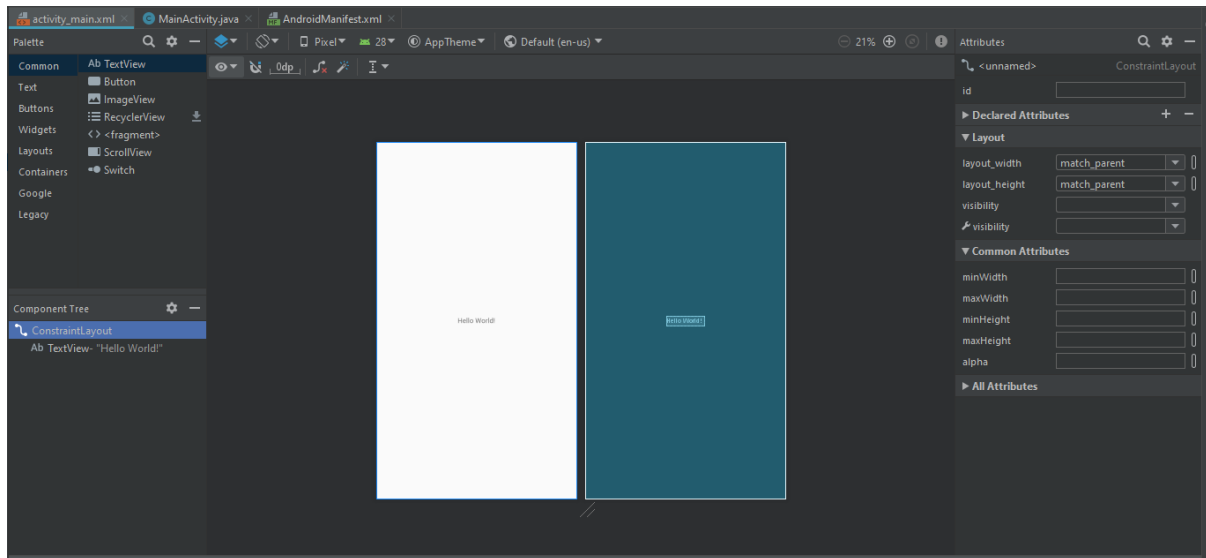 activity_main.xml MainActivity.java AndroidManifest.xml
Palette
Pixel 28 AppTheme Default (en-us) 21%
Attributes
Common
Text
Buttons
Widgets
Layouts
Containers
Google
Legacy
Ab TextView
Button
ImageView
RecyclerView
<> <fragment>
ScrollView
Switch
0dp
Component Tree
ConstraintLayout
Ab TextView- "Hello World!"
Hello World!
Hello World!
<unnamed> ConstraintLayout
id
Declared Attributes
Layout
layout_width match_parent
layout_height match_parent
visibility
visibility
Common Attributes
minWidth
maxWidth
minHeight
maxHeight
alpha
All Attributes